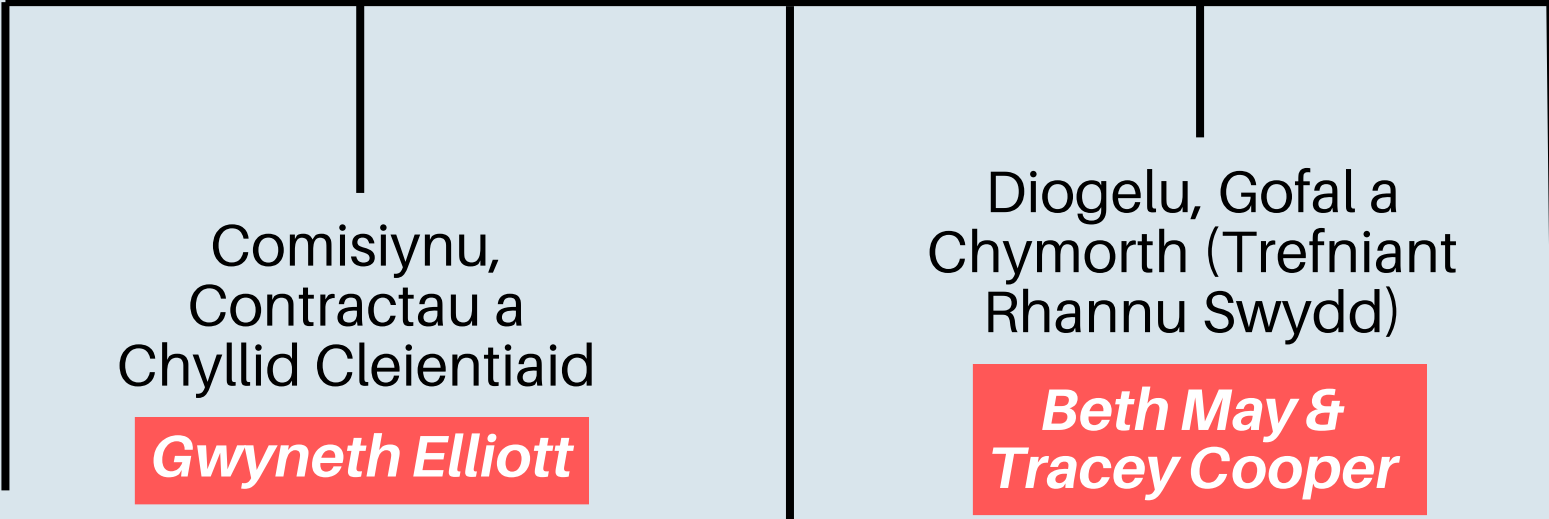 Comisiynu,
Contractau a
Chyllid Cleientiaid
Gwyneth Elliott
Diogelu, Gofal a
Chymorth (Trefniant
Rhannu Swydd)
Beth May &
Tracey Cooper